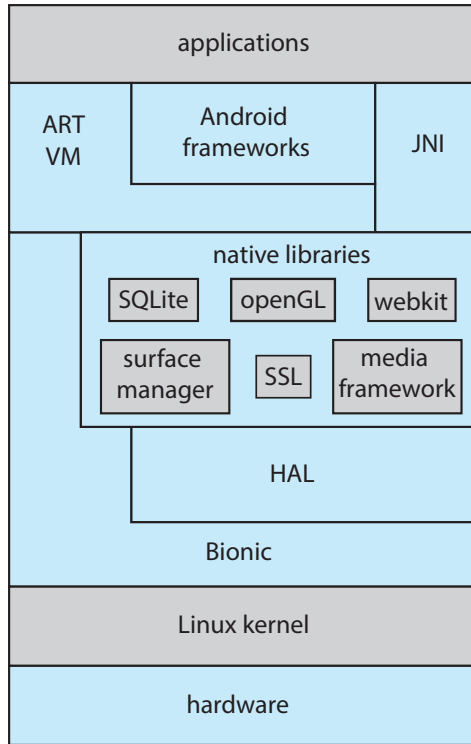 applications
ART
VM
Android
frameworks
JNI
native libraries
SQLite
openGL
webkit
surface
manager
SSL
media
framework
HAL
Bionic
Linux kernel
hardware